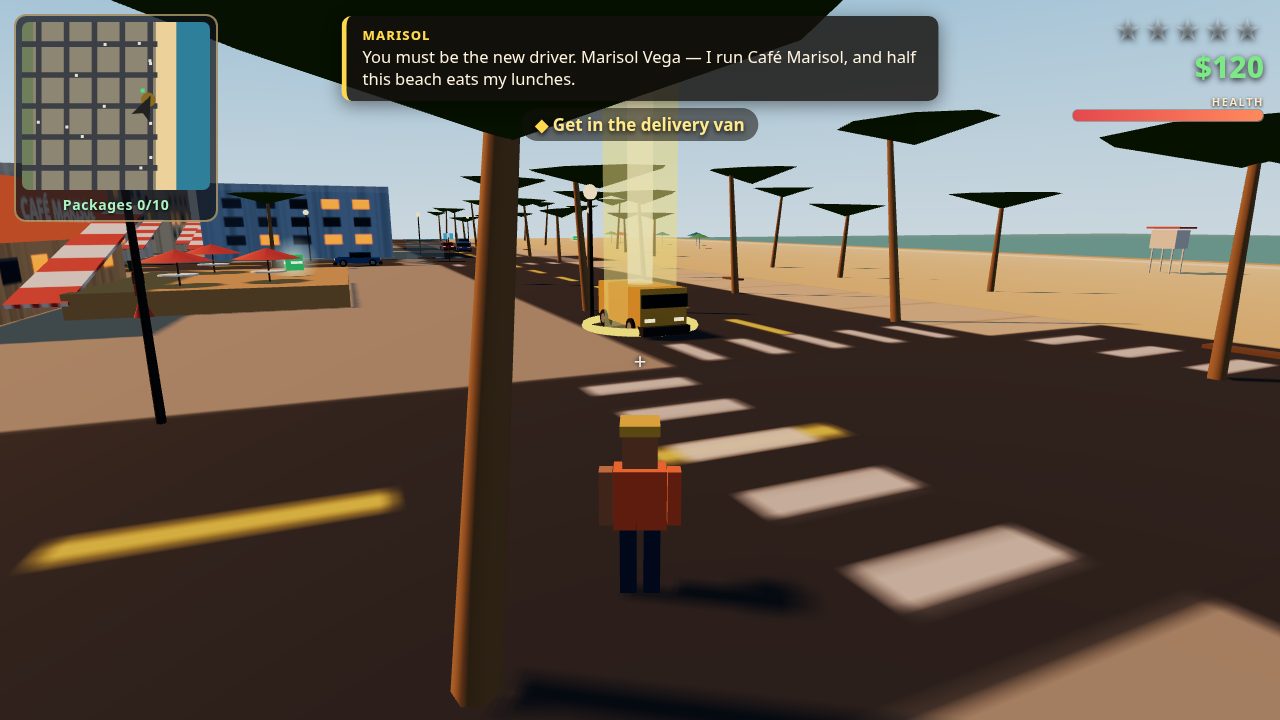 MARISOL
You must be the new driver. Marisol Vega — I run Café Marisol, and half
this beach eats my lunches.
Get in the delivery van
$120
HEALTH
Packages 0/10
CAFÉ